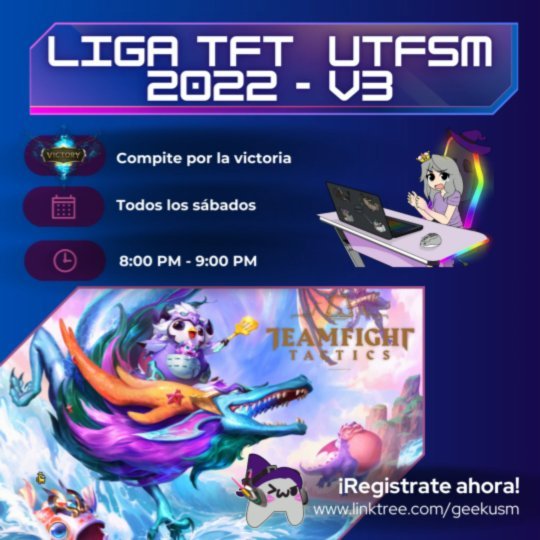 LIGA TFT UTFSM
2022 - V3
VICTORY
Compite por la victoria
Todos los sábados
8:00 PM - 9:00 PM
TEAMFIGHT
TACTICS
¡Registrate ahora!
www.linktree.com/geekusm